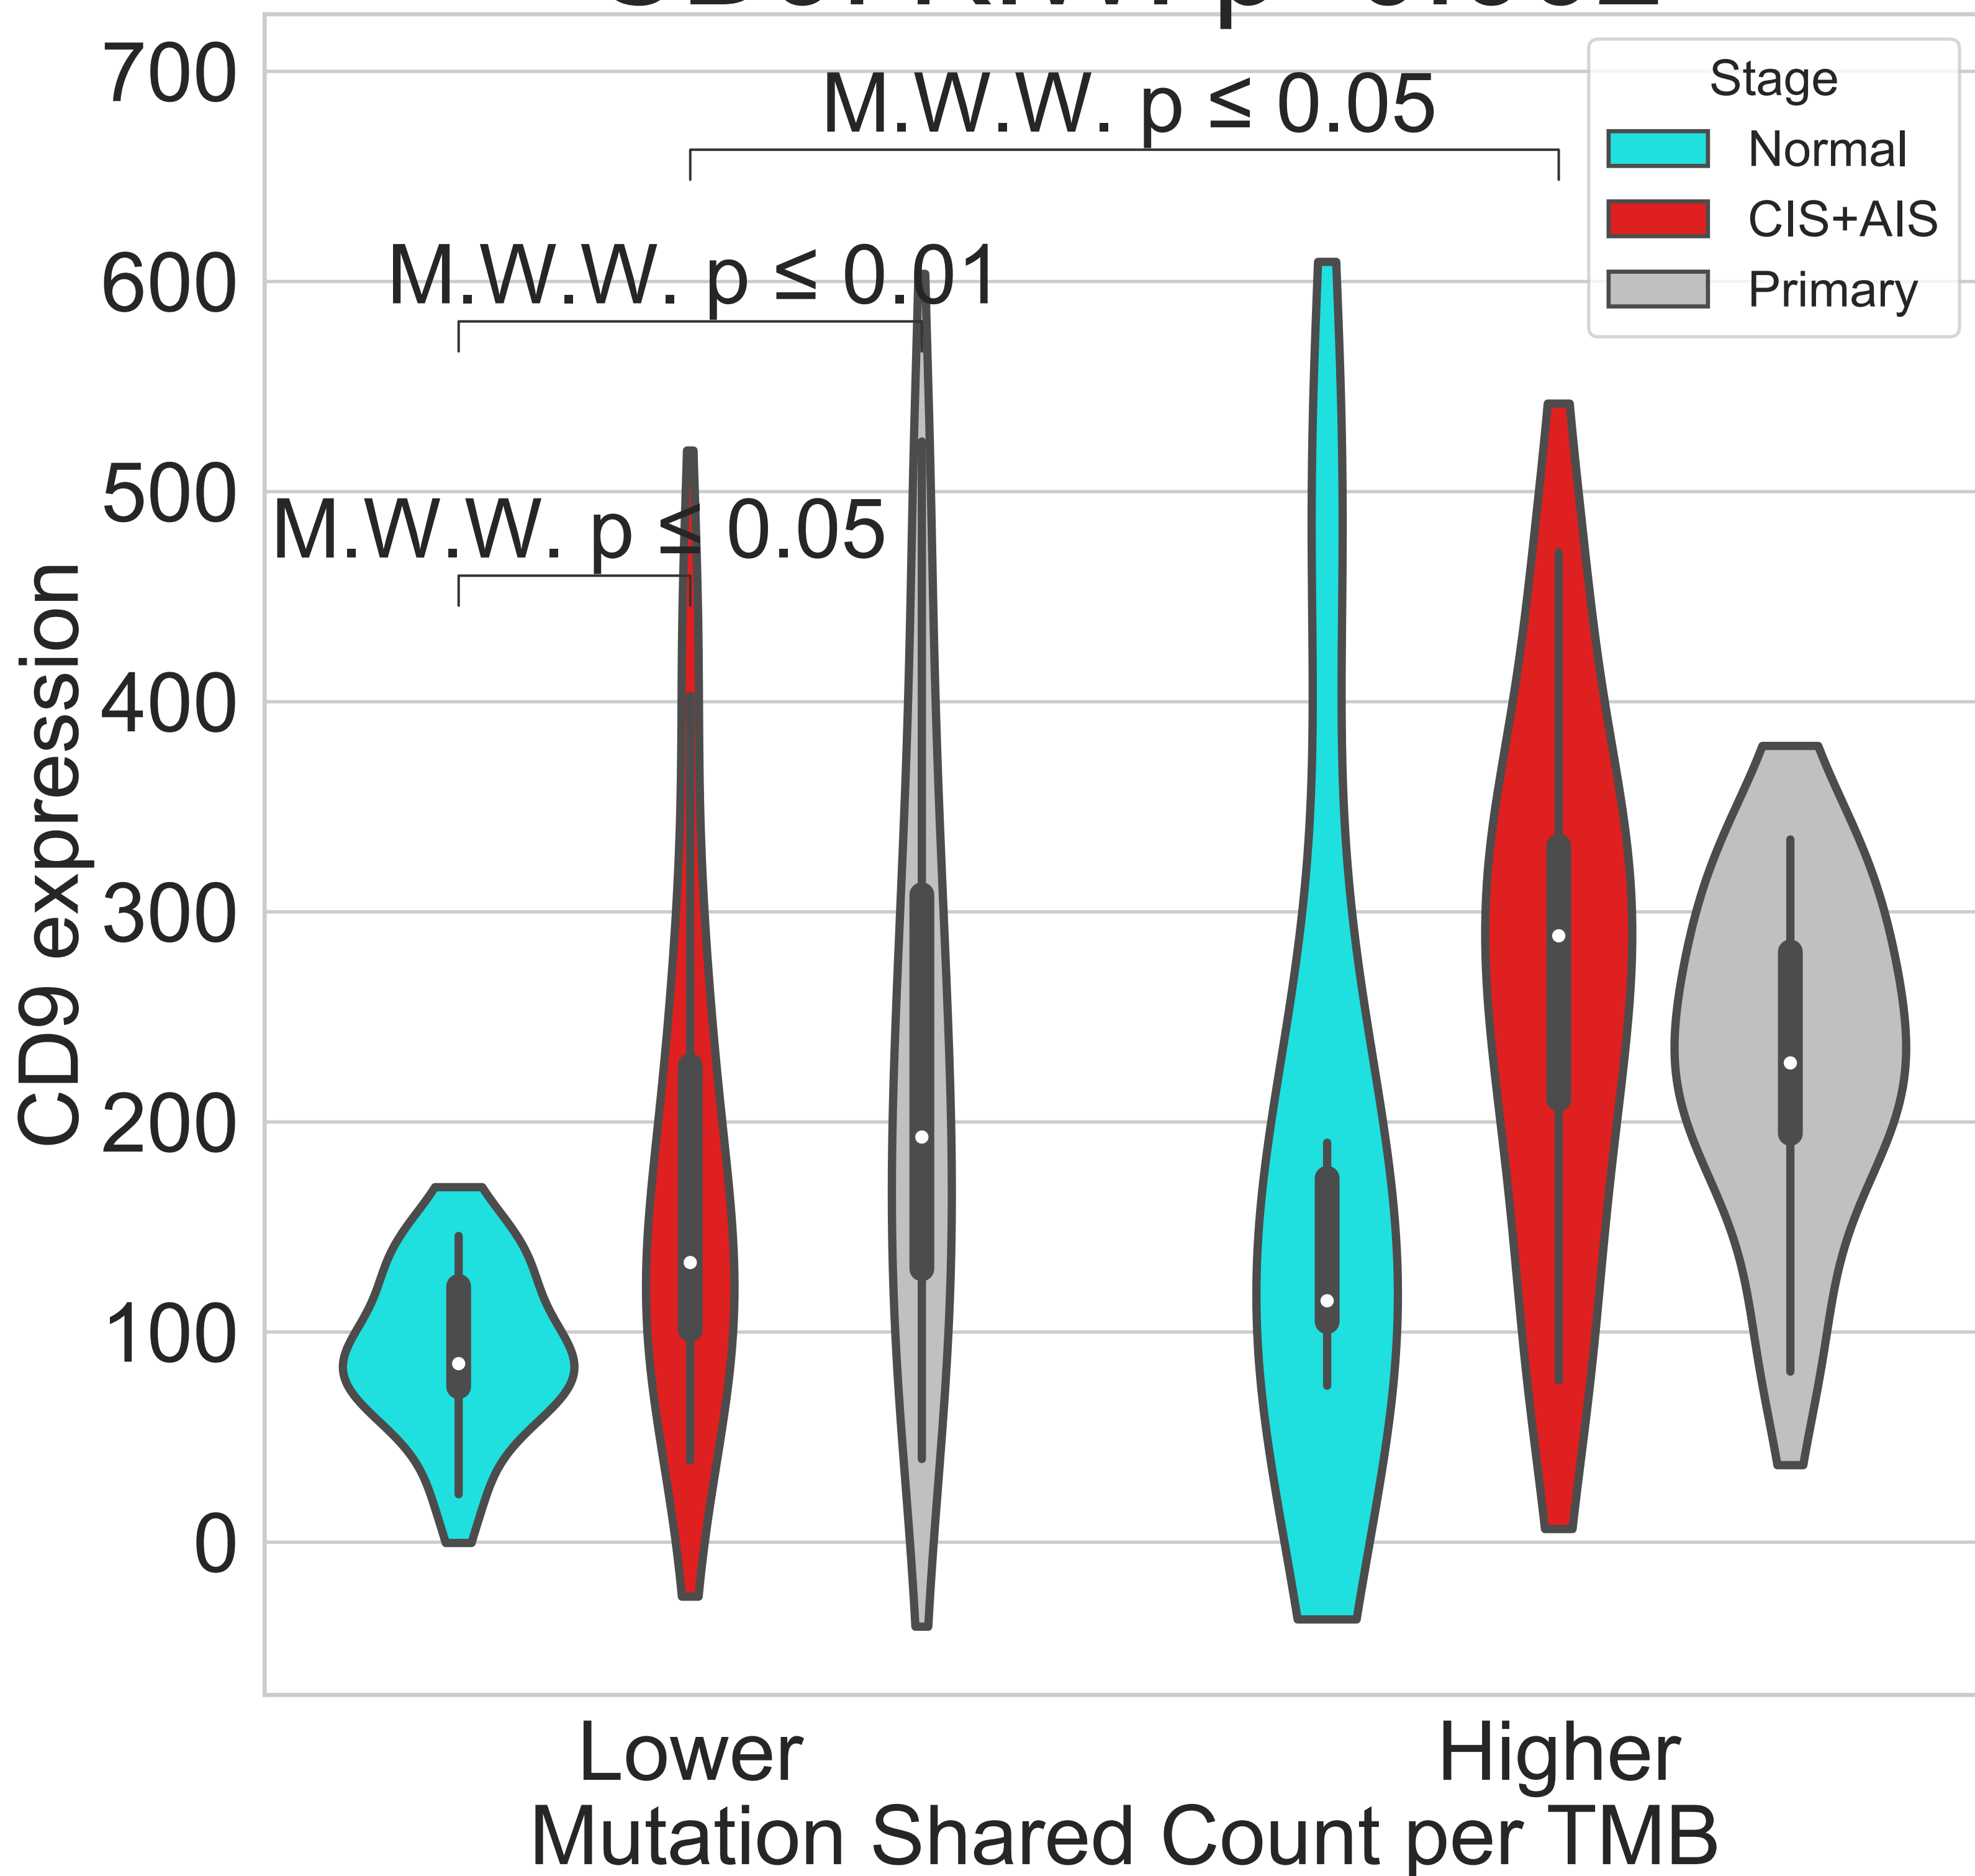 700
M.W.W. p ≤ 0.05
Stage
Normal
CIS+AIS
Primary
600
M.W.W. p ≤ 0.01
500
M.W.W. p ≤ 0.05
400
300
200
100
0
CD9 expression
Lower
Higher
Mutation Shared Count per TMB